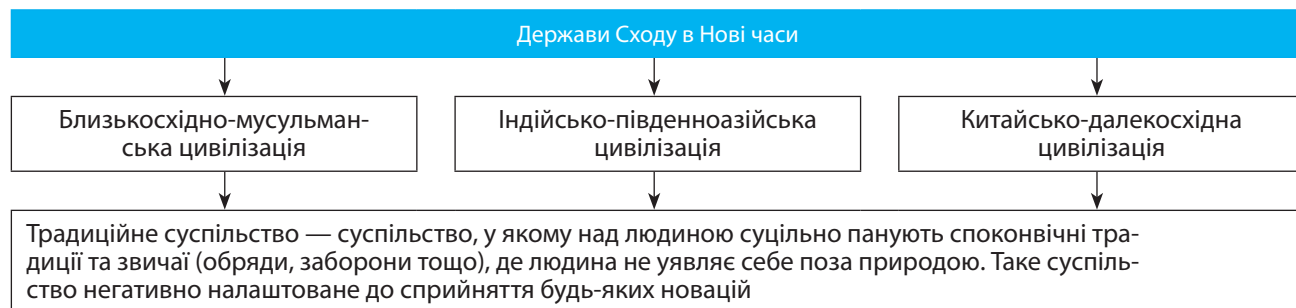 Держави Сходу в Нові часи
Близькосхідно-мусульман-
ська цивілізація
Індійсько-південноазійська
цивілізація
Китайсько-далекосхідна
цивілізація
Традиційне суспільство — суспільство, у якому над людиною суцільно панують споконвічні тра-
диції та звичаї (обряди, заборони тощо), де людина не уявляє себе поза природою. Таке суспіль-
ство негативно налаштоване до сприйняття будь-яких новацій